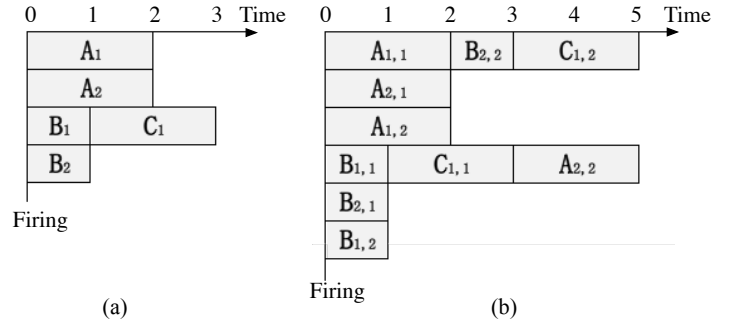 0 1 2 3 Time
A1
A2
B1 C1
B2
Firing
(a)
0 1 2 3 4 5 Time
A1, 1 B2, 2 C1, 2
A2, 1
A1, 2
B1, 1 C1, 1 A2, 2
B2, 1
B1, 2
Firing
(b)